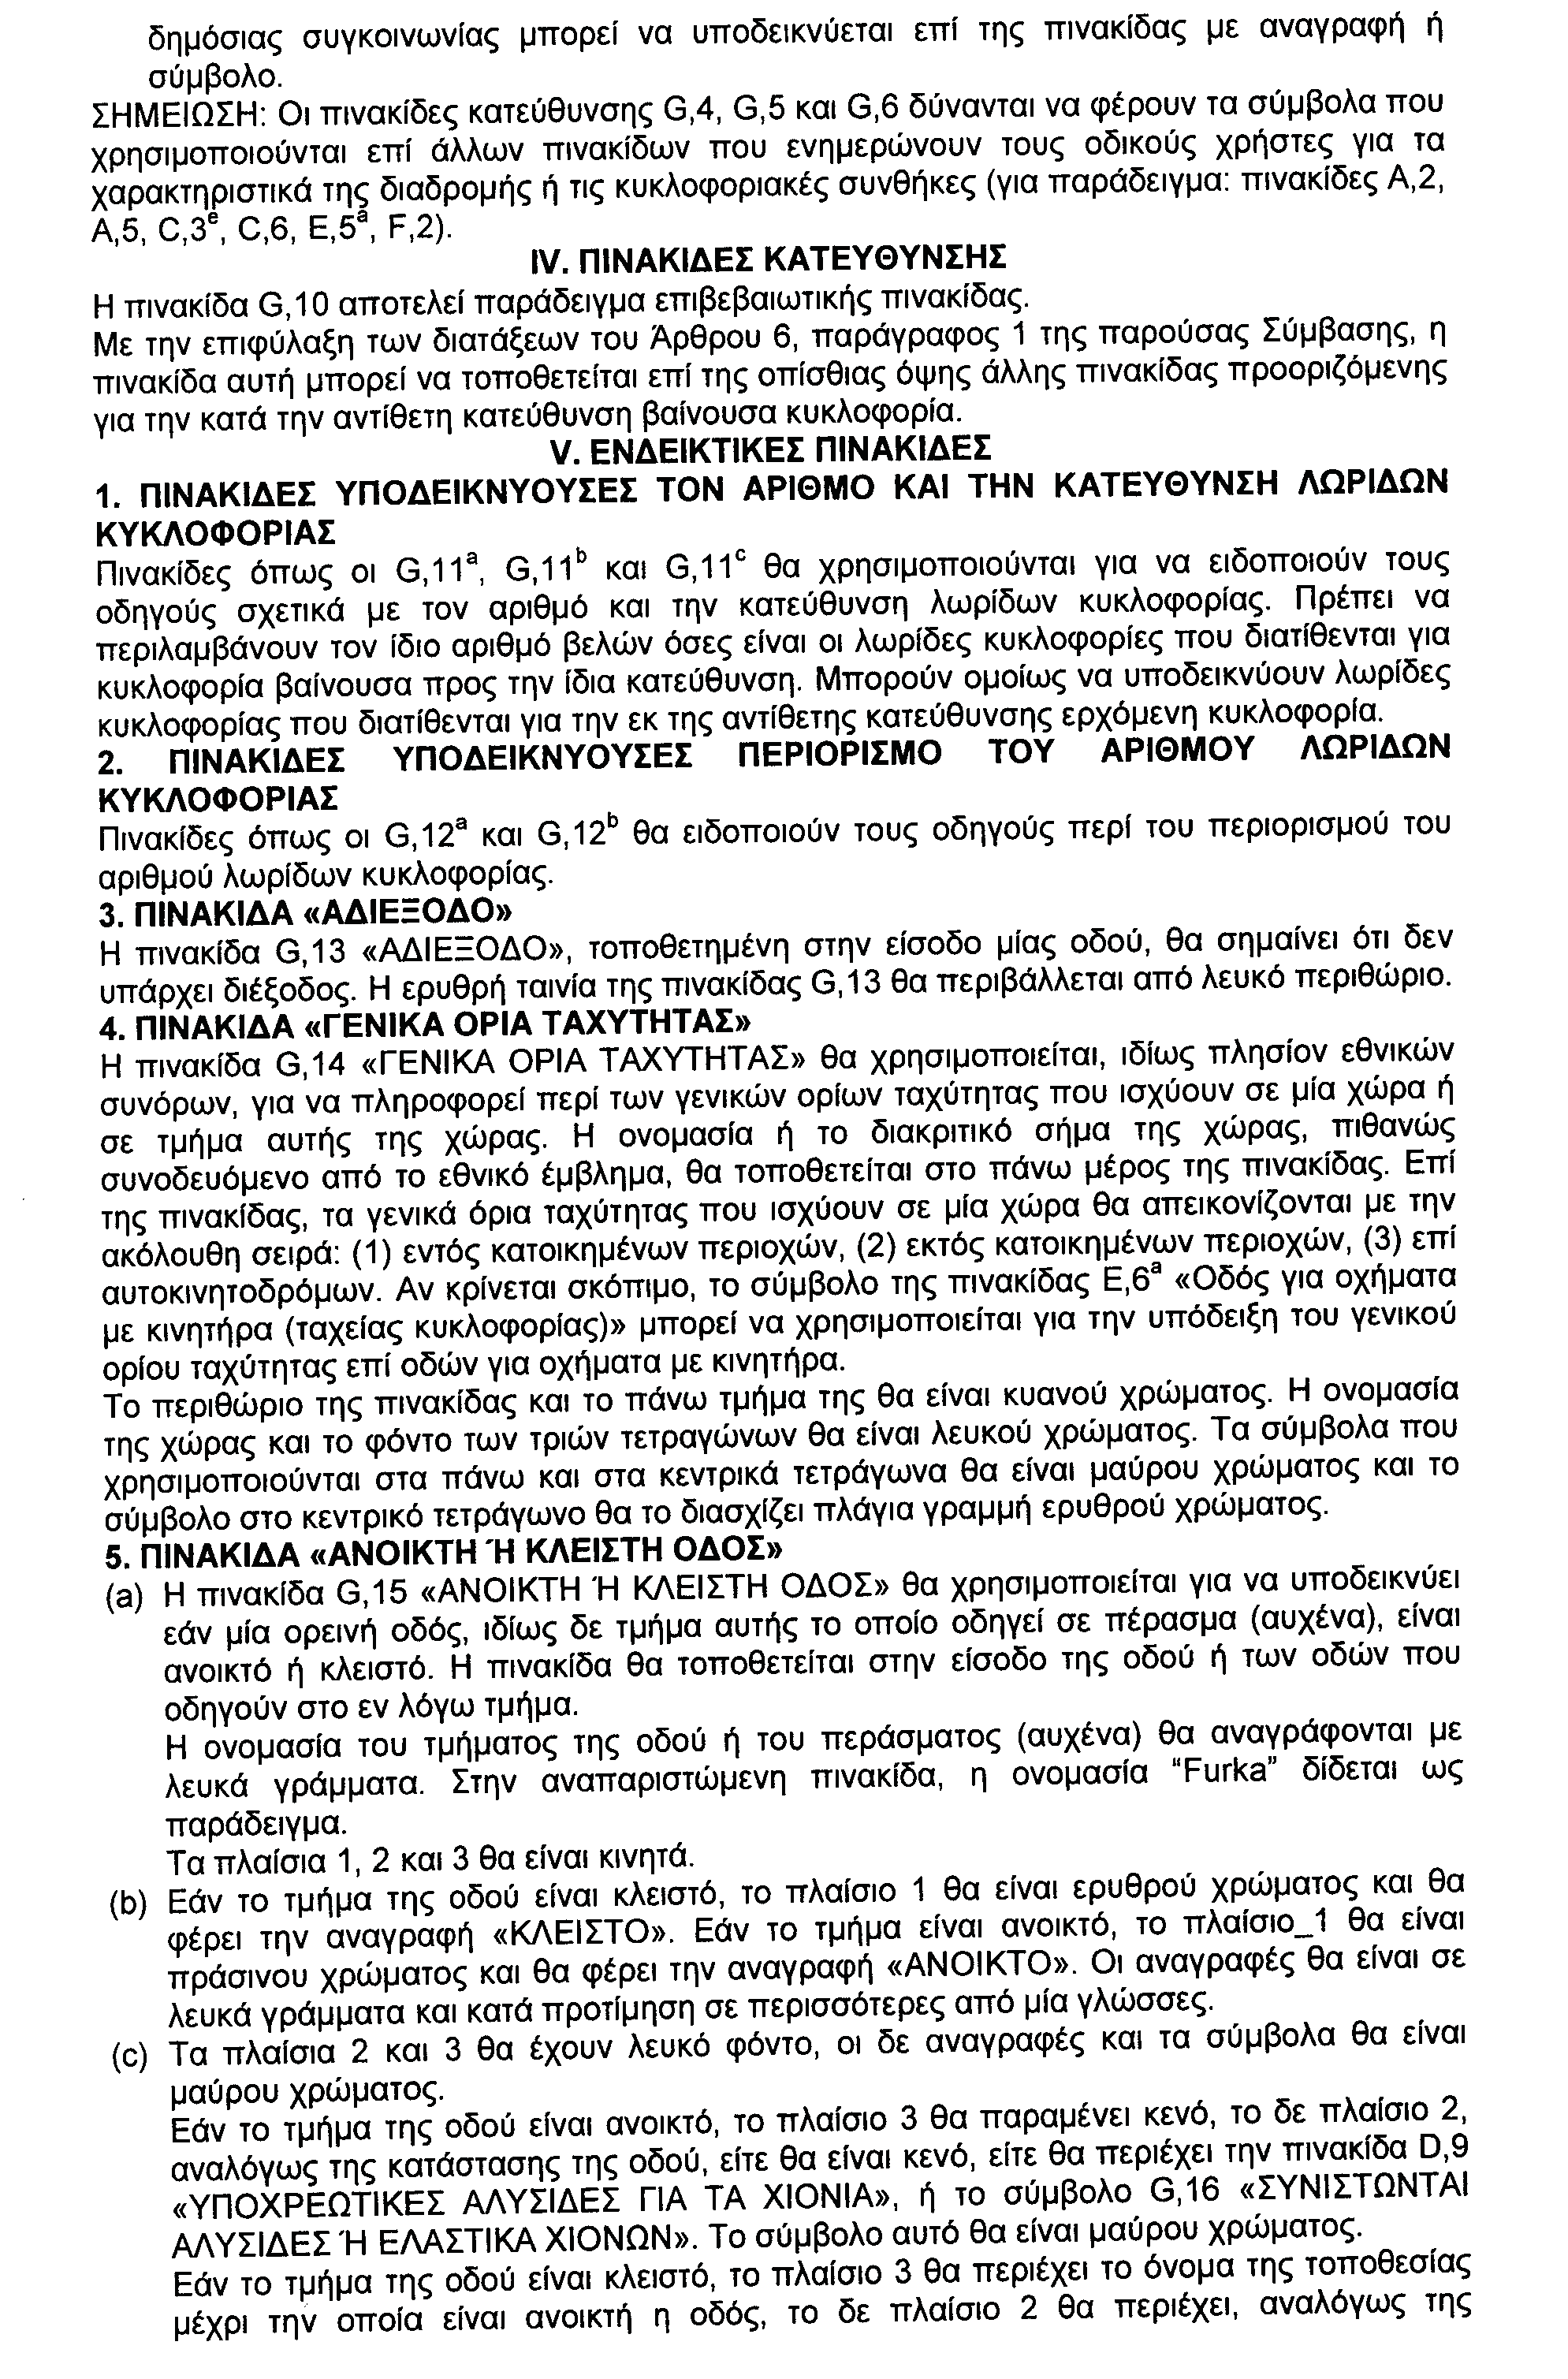 δημόσιας συγκοινωνίας μπορεί να υποδεικνύεται επί της πινακίδας με αναγραφή ή
σύμβολο.
ΣΗΜΕΙΩΣΗ: Οι πινακίδες κατεύθυνσης G,4, G,5 και G,6 δύνανται να φέρουν τα σύμβολα που
χρησιμοποιούνται επί άλλων πινακίδων που ενημερώνουν τους οδικούς χρήστες για τα
χαρακτηριστικά της διαδρομής ή τις κυκλοφοριακές συνθήκες (για παράδειγμα: πινακίδες A,2,
A,5, C,3ᵉ, C,6, E,5ᵃ, F,2).
IV. ΠΙΝΑΚΙΔΕΣ ΚΑΤΕΥΘΥΝΣΗΣ
Η πινακίδα G,10 αποτελεί παράδειγμα επιβεβαιωτικής πινακίδας.
Με την επιφύλαξη των διατάξεων του Άρθρου 6, παράγραφος 1 της παρούσας Σύμβασης, η
πινακίδα αυτή μπορεί να τοποθετείται επί της οπίσθιας όψης άλλης πινακίδας προοριζόμενης
για την κατά την αντίθετη κατεύθυνση βαίνουσα κυκλοφορία.
V. ΕΝΔΕΙΚΤΙΚΕΣ ΠΙΝΑΚΙΔΕΣ
1. ΠΙΝΑΚΙΔΕΣ ΥΠΟΔΕΙΚΝΥΟΥΣΕΣ ΤΟΝ ΑΡΙΘΜΟ ΚΑΙ ΤΗΝ ΚΑΤΕΥΘΥΝΣΗ ΛΩΡΙΔΩΝ
ΚΥΚΛΟΦΟΡΙΑΣ
Πινακίδες όπως οι G,11ᵃ, G,11ᵇ και G,11ᶜ θα χρησιμοποιούνται για να ειδοποιούν τους
οδηγούς σχετικά με τον αριθμό και την κατεύθυνση λωρίδων κυκλοφορίας. Πρέπει να
περιλαμβάνουν τον ίδιο αριθμό βελών όσες είναι οι λωρίδες κυκλοφορίες που διατίθενται για
κυκλοφορία βαίνουσα προς την ίδια κατεύθυνση. Μπορούν ομοίως να υποδεικνύουν λωρίδες
κυκλοφορίας που διατίθενται για την εκ της αντίθετης κατεύθυνσης ερχόμενη κυκλοφορία.
2. ΠΙΝΑΚΙΔΕΣ ΥΠΟΔΕΙΚΝΥΟΥΣΕΣ ΠΕΡΙΟΡΙΣΜΟ ΤΟΥ ΑΡΙΘΜΟΥ ΛΩΡΙΔΩΝ
ΚΥΚΛΟΦΟΡΙΑΣ
Πινακίδες όπως οι G,12ᵃ και G,12ᵇ θα ειδοποιούν τους οδηγούς περί του περιορισμού του
αριθμού λωρίδων κυκλοφορίας.
3. ΠΙΝΑΚΙΔΑ «ΑΔΙΕΞΟΔΟ»
Η πινακίδα G,13 «ΑΔΙΕΞΟΔΟ», τοποθετημένη στην είσοδο μίας οδού, θα σημαίνει ότι δεν
υπάρχει διέξοδος. Η ερυθρή ταινία της πινακίδας G,13 θα περιβάλλεται από λευκό περιθώριο.
4. ΠΙΝΑΚΙΔΑ «ΓΕΝΙΚΑ ΟΡΙΑ ΤΑΧΥΤΗΤΑΣ»
Η πινακίδα G,14 «ΓΕΝΙΚΑ ΟΡΙΑ ΤΑΧΥΤΗΤΑΣ» θα χρησιμοποιείται, ιδίως πλησίον εθνικών
συνόρων, για να πληροφορεί περί των γενικών ορίων ταχύτητας που ισχύουν σε μία χώρα ή
σε τμήμα αυτής της χώρας. Η ονομασία ή το διακριτικό σήμα της χώρας, πιθανώς
συνοδευόμενο από το εθνικό έμβλημα, θα τοποθετείται στο πάνω μέρος της πινακίδας. Επί
της πινακίδας, τα γενικά όρια ταχύτητας που ισχύουν σε μία χώρα θα απεικονίζονται με την
ακόλουθη σειρά: (1) εντός κατοικημένων περιοχών, (2) εκτός κατοικημένων περιοχών, (3) επί
αυτοκινητοδρόμων. Αν κρίνεται σκόπιμο, το σύμβολο της πινακίδας E,6ᵃ «Οδός για οχήματα
με κινητήρα (ταχείας κυκλοφορίας)» μπορεί να χρησιμοποιείται για την υπόδειξη του γενικού
ορίου ταχύτητας επί οδών για οχήματα με κινητήρα.
Το περιθώριο της πινακίδας και το πάνω τμήμα της θα είναι κυανού χρώματος. Η ονομασία
της χώρας και το φόντο των τριών τετραγώνων θα είναι λευκού χρώματος. Τα σύμβολα που
χρησιμοποιούνται στα πάνω και στα κεντρικά τετράγωνα θα είναι μαύρου χρώματος και το
σύμβολο στο κεντρικό τετράγωνο θα το διασχίζει πλάγια γραμμή ερυθρού χρώματος.
5. ΠΙΝΑΚΙΔΑ «ΑΝΟΙΚΤΗ Ή ΚΛΕΙΣΤΗ ΟΔΟΣ»
(a) Η πινακίδα G,15 «ΑΝΟΙΚΤΗ Ή ΚΛΕΙΣΤΗ ΟΔΟΣ» θα χρησιμοποιείται για να υποδεικνύει
εάν μία ορεινή οδός, ιδίως δε τμήμα αυτής το οποίο οδηγεί σε πέρασμα (αυχένα), είναι
ανοικτό ή κλειστό. Η πινακίδα θα τοποθετείται στην είσοδο της οδού ή των οδών που
οδηγούν στο εν λόγω τμήμα.
Η ονομασία του τμήματος της οδού ή του περάσματος (αυχένα) θα αναγράφονται με
λευκά γράμματα. Στην αναπαριστώμενη πινακίδα, η ονομασία “Furka” δίδεται ως
παράδειγμα.
Τα πλαίσια 1, 2 και 3 θα είναι κινητά.
(b) Εάν το τμήμα της οδού είναι κλειστό, το πλαίσιο 1 θα είναι ερυθρού χρώματος και θα
φέρει την αναγραφή «ΚΛΕΙΣΤΟ». Εάν το τμήμα είναι ανοικτό, το πλαίσιο_1 θα είναι
πράσινου χρώματος και θα φέρει την αναγραφή «ΑΝΟΙΚΤΟ». Οι αναγραφές θα είναι σε
λευκά γράμματα και κατά προτίμηση σε περισσότερες από μία γλώσσες.
(c) Τα πλαίσια 2 και 3 θα έχουν λευκό φόντο, οι δε αναγραφές και τα σύμβολα θα είναι
μαύρου χρώματος.
Εάν το τμήμα της οδού είναι ανοικτό, το πλαίσιο 3 θα παραμένει κενό, το δε πλαίσιο 2,
αναλόγως της κατάστασης της οδού, είτε θα είναι κενό, είτε θα περιέχει την πινακίδα D,9
«ΥΠΟΧΡΕΩΤΙΚΕΣ ΑΛΥΣΙΔΕΣ ΓΙΑ ΤΑ ΧΙΟΝΙΑ», ή το σύμβολο G,16 «ΣΥΝΙΣΤΩΝΤΑΙ
ΑΛΥΣΙΔΕΣ Ή ΕΛΑΣΤΙΚΑ ΧΙΟΝΩΝ». Το σύμβολο αυτό θα είναι μαύρου χρώματος.
Εάν το τμήμα της οδού είναι κλειστό, το πλαίσιο 3 θα περιέχει το όνομα της τοποθεσίας
μέχρι την οποία είναι ανοικτή η οδός, το δε πλαίσιο 2 θα περιέχει, αναλόγως της